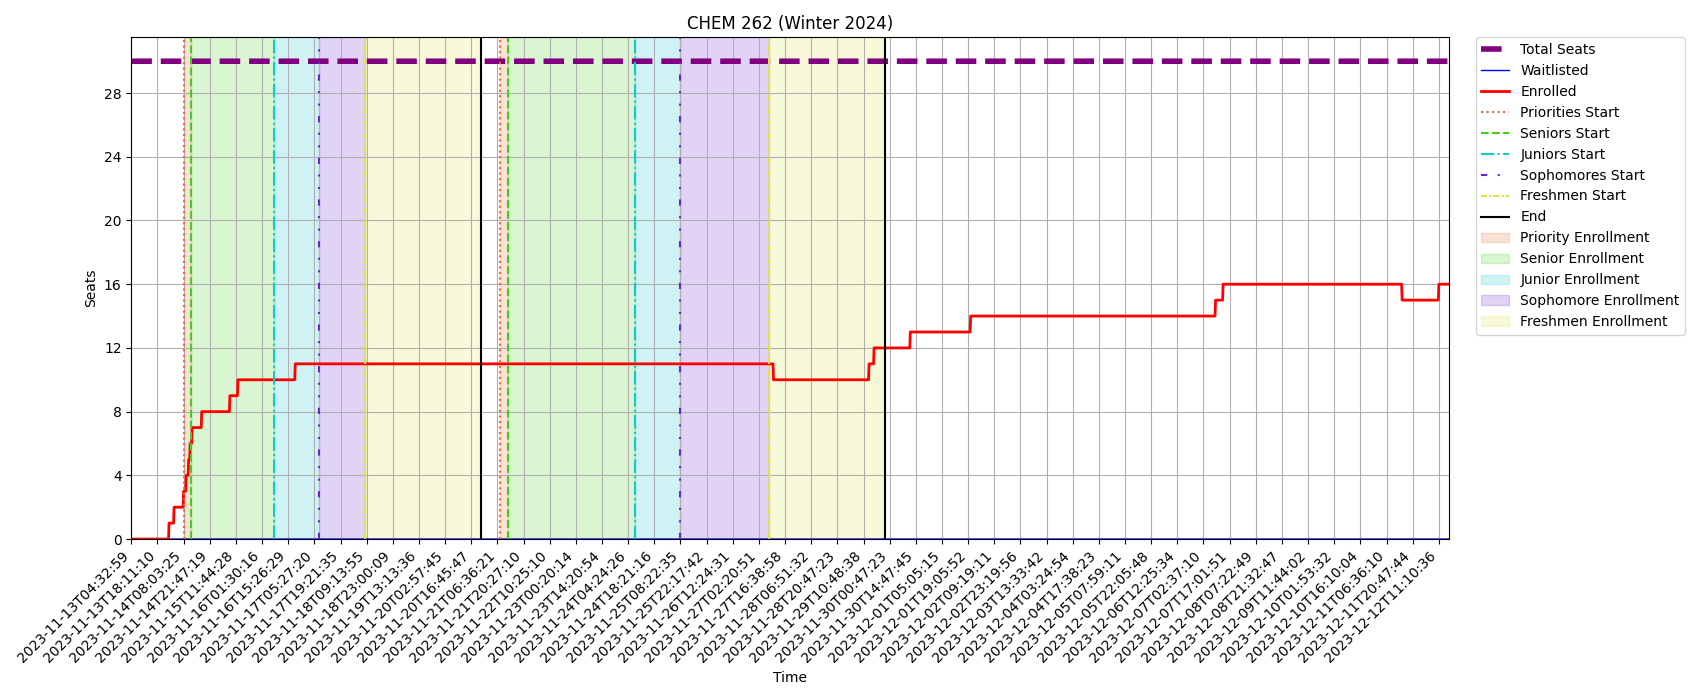 CHEM 262 (Winter 2024)
Total Seats
Waitlisted
Enrolled
Priorities Start
Seniors Start
Juniors Start
Sophomores Start
Freshmen Start
End
Priority Enrollment
Senior Enrollment
Junior Enrollment
Sophomore Enrollment
Freshmen Enrollment
Seats
28
24
20
16
12
8
4
0
2023-11-13T04:32:59
2023-11-13T18:11:10
2023-11-14T08:03:25
2023-11-14T21:47:19
2023-11-15T11:44:28
2023-11-16T01:30:16
2023-11-16T15:26:29
2023-11-17T05:27:20
2023-11-17T19:21:35
2023-11-18T09:13:55
2023-11-18T23:00:09
2023-11-19T13:13:36
2023-11-20T02:57:45
2023-11-20T16:45:47
2023-11-21T06:36:21
2023-11-21T20:27:10
2023-11-22T10:25:10
2023-11-23T00:20:14
2023-11-23T14:20:54
2023-11-24T04:24:26
2023-11-24T18:21:16
2023-11-25T08:22:35
2023-11-25T22:17:42
2023-11-26T12:24:31
2023-11-27T02:20:51
2023-11-27T16:38:58
2023-11-28T06:51:32
2023-11-28T20:47:23
2023-11-29T10:48:38
2023-11-30T00:47:23
2023-11-30T14:47:45
2023-12-01T05:05:15
2023-12-01T19:05:52
2023-12-02T09:19:11
2023-12-02T23:19:56
2023-12-03T13:33:42
2023-12-04T03:24:54
2023-12-04T17:38:23
2023-12-05T07:59:11
2023-12-05T22:05:48
2023-12-06T12:25:34
2023-12-07T02:37:10
2023-12-07T17:01:51
2023-12-08T07:22:49
2023-12-08T21:32:47
2023-12-09T11:44:02
2023-12-10T01:53:32
2023-12-10T16:10:04
2023-12-11T06:36:10
2023-12-11T20:47:44
2023-12-12T11:10:36
Time